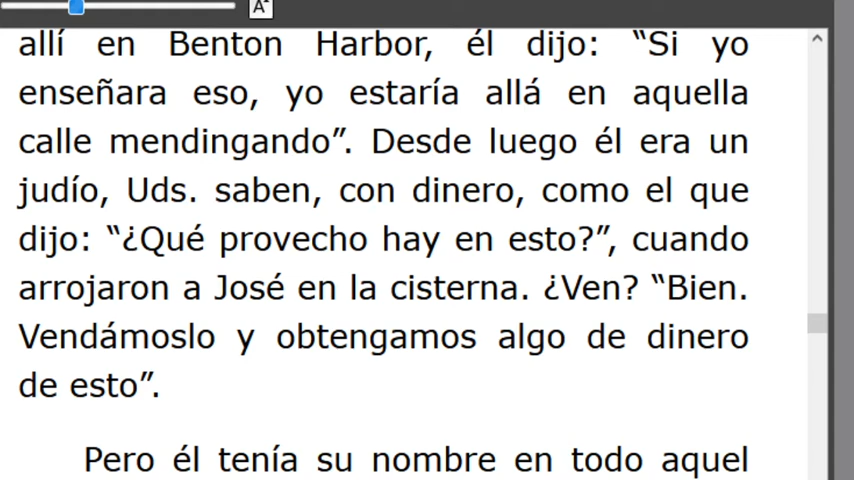 A
allí en Benton Harbor, él dijo: “Si yo
enseñara eso, yo estaría allá en aquella
calle mendingando”. Desde luego él era un
judío, Uds. saben, con dinero, como el que
dijo: “¿Qué provecho hay en esto?”, cuando
arrojaron a José en la cisterna. ¿Ven? “Bien.
Vendámoslo y obtengamos algo de dinero
de esto”.
Pero él tenía su nombre en todo aquel